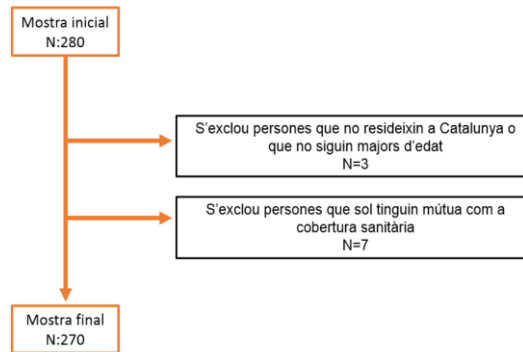 Mostra inicial
N:280
S'exclou persones que no resideixin a Catalunya o
que no siguin majors d'edat
N=3
S'exclou persones que sol tinguin mútua com a
cobertura sanitària
N=7
Mostra final
N:270